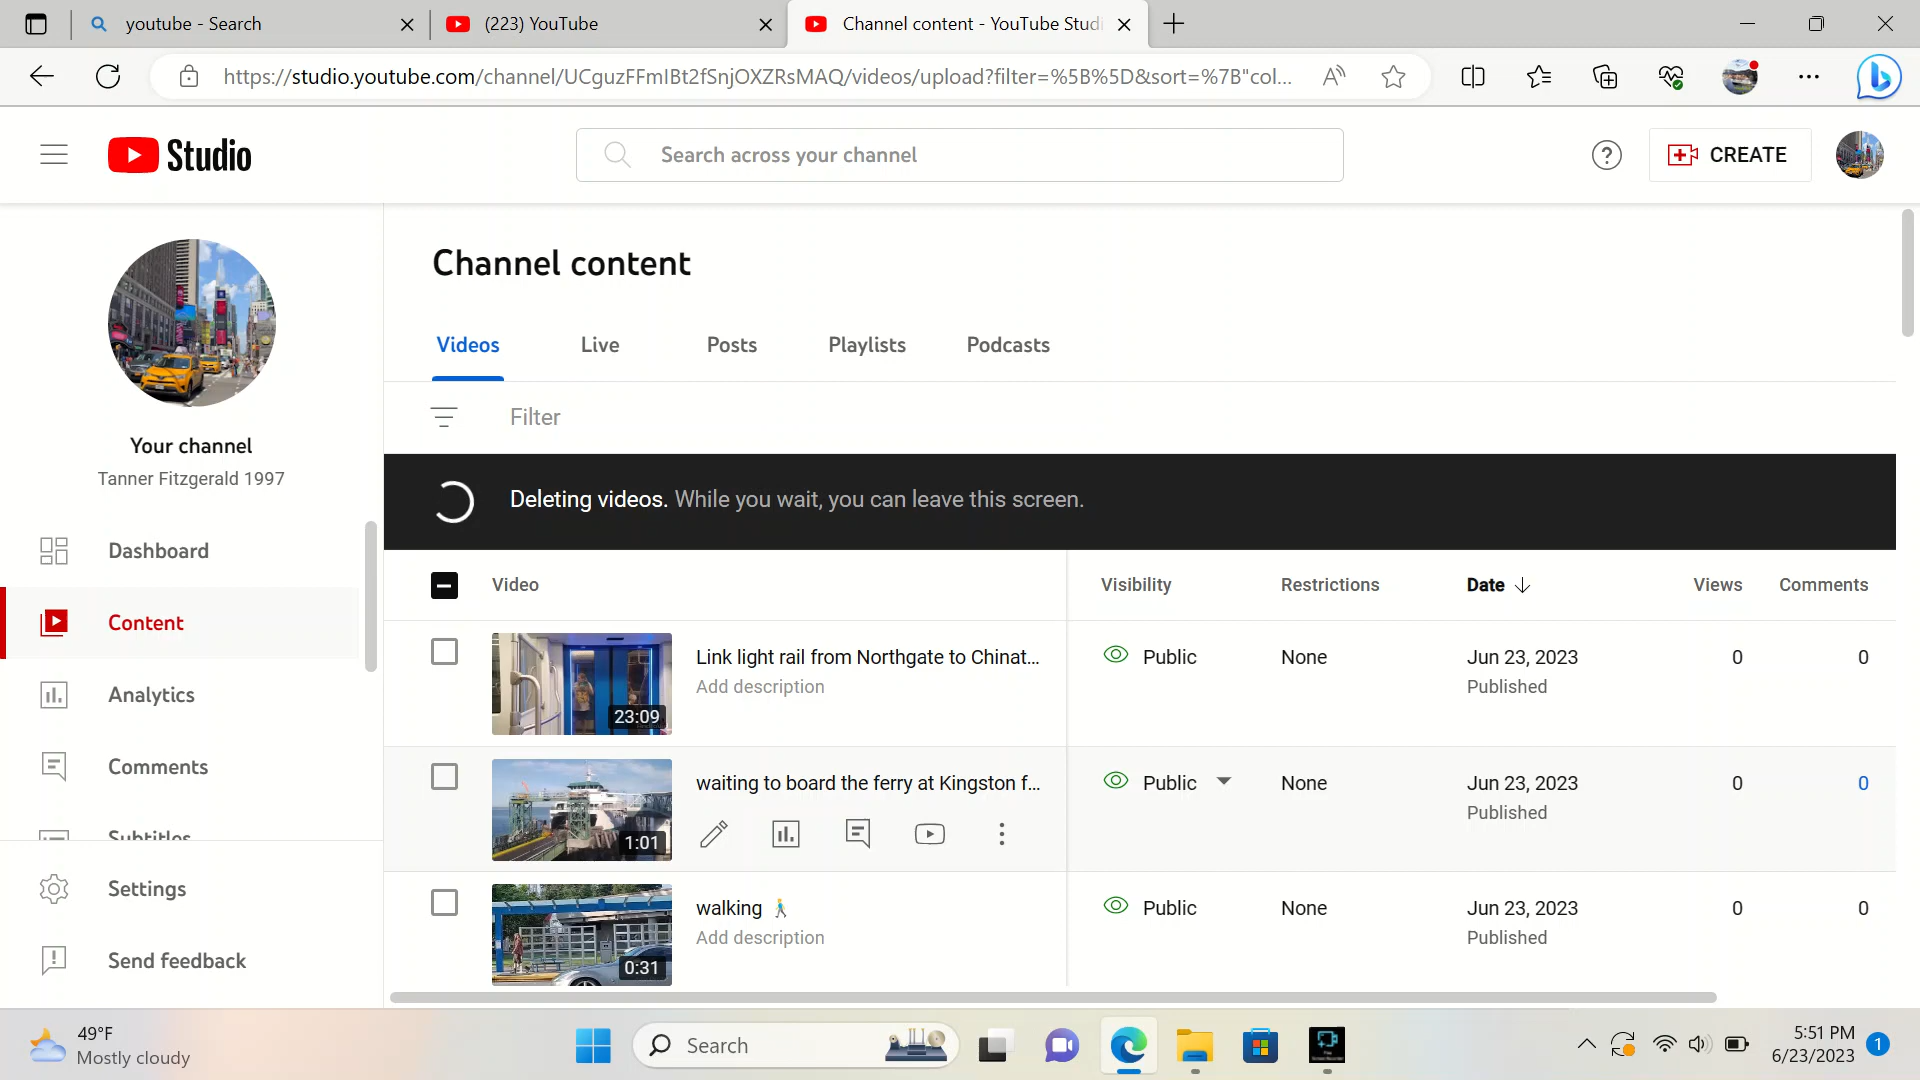 youtube - Search
(223) YouTube
Channel content - YouTube Studi
https://studio.youtube.com/channel/UCguzFFmIBt2fSnjOXZRsMAQ/videos/upload?filter=%5B%5D&sort=%7B"col...
Studio
Search across your channel
CREATE
Your channel
Tanner Fitzgerald 1997
Dashboard
Content
Analytics
Comments
Subtitles
Settings
Send feedback
Channel content
Videos Live Posts Playlists Podcasts
Filter
Deleting videos. While you wait, you can leave this screen.
Video Visibility Restrictions Date Views Comments
23:09
Link light rail from Northgate to Chinat... Public None Jun 23, 2023 0 0
Add description Published
1:01
waiting to board the ferry at Kingston f... Public None Jun 23, 2023 0 0
Published
0:31
walking 🚶 Public None Jun 23, 2023 0 0
Add description Published
49°F
Mostly cloudy
Search
5:51 PM
6/23/2023
1